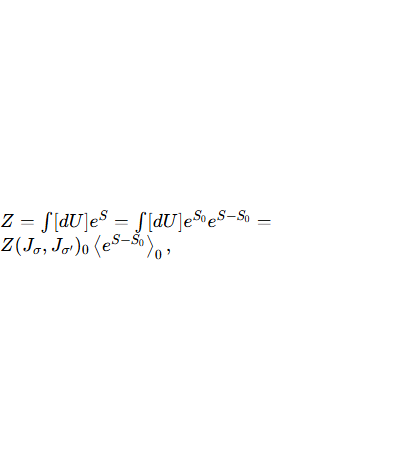 Z = ∫[dU]e^S = ∫[dU]e^{S_0}e^{S−S_0} =
Z(J_σ, J_{σ′})_0 ⟨e^{S−S_0}⟩_0 ,